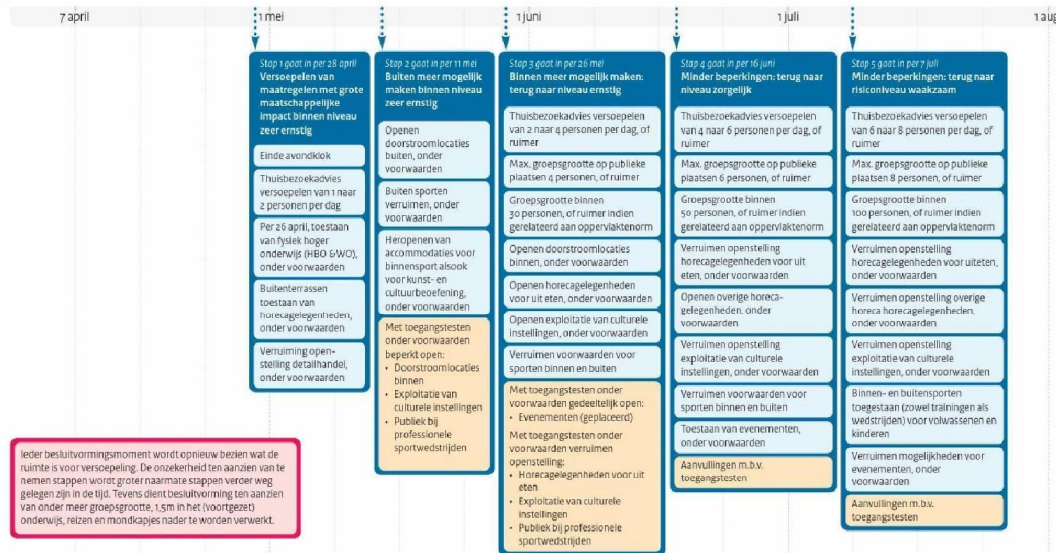 7 april
1 mei
1 juni
1 juli
1 aug
Stap 1 gaat in per 28 april
Versoepelen van
maatregelen met grote
maatschappelijke
impact binnen niveau
zeer ernstig
Einde avondklok
Thuisbezoekadvies
versoepelen van 1 naar
2 personen per dag
Per 26 april, toestaan
van fysiek hoger
onderwijs (HBO &WO),
onder voorwaarden
Buitenterrassen
toestaan van
horecagelegenheden,
onder voorwaarden
Verruiming open-
stelling detailhandel,
onder voorwaarden
Stap 2 gaat in per 11 mei
Buiten meer mogelijk
maken binnen niveau
zeer ernstig
Openen
doorstroomlocaties
buiten, onder
voorwaarden
Buiten sporten
verruimen, onder
voorwaarden
Heropenen van
accommodaties voor
binnensport alsook
voor kunst- en
cultuurbeoefening,
onder voorwaarden
Met toegangstesten
onder voorwaarden
beperkt open:
• Doorstroomlocaties
binnen
• Exploitatie van
culturele instellingen
• Publiek bij
professionele
sportwedstrijden
Stap 3 gaat in per 26 mei
Binnen meer mogelijk maken:
terug naar niveau ernstig
Thuisbezoekadvies versoepelen
van 2 naar 4 personen per dag, of
ruimer
Max. groepsgrootte op publieke
plaatsen 4 personen, of ruimer
Groepsgrootte binnen
30 personen, of ruimer indien
gerelateerd aan oppervlaktenorm
Openen doorstroomlocaties
binnen, onder voorwaarden
Openen horecagelegenheden
voor uit eten, onder voorwaarden
Openen exploitatie van culturele
instellingen, onder voorwaarden
Verruimen voorwaarden voor
sporten binnen en buiten
Met toegangstesten onder
voorwaarden gedeeltelijk open:
• Evenementen (geplaceerd)
Met toegangstesten onder
voorwaarden verruimen
openstelling:
• Horecagelegenheden voor uit
eten
• Exploitatie van culturele
instellingen
• Publiek bij professionele
sportwedstrijden
Stap 4 gaat in per 16 juni
Minder beperkingen: terug naar
niveau zorgelijk
Thuisbezoekadvies versoepelen
van 4 naar 6 personen per dag, of
ruimer
Max. groepsgrootte op publieke
plaatsen 6 personen, of ruimer
Groepsgrootte binnen
50 personen, of ruimer indien
gerelateerd aan oppervlaktenorm
Verruimen openstelling
horecagelegenheden voor uit
eten, onder voorwaarden
Openen overige horeca-
gelegenheden, onder
voorwaarden
Verruimen openstelling
exploitatie van culturele
instellingen, onder voorwaarden
Verruimen voorwaarden voor
sporten binnen en buiten
Toestaan van evenementen,
onder voorwaarden
Aanvullingen m.b.v.
toegangstesten
Stap 5 gaat in per 7 juli
Minder beperkingen: terug naar
risiconiveau waakzaam
Thuisbezoekadvies versoepelen
van 6 naar 8 personen per dag, of
ruimer
Max. groepsgrootte op publieke
plaatsen 8 personen, of ruimer
Groepsgrootte binnen
100 personen, of ruimer indien
gerelateerd aan oppervlaktenorm
Verruimen openstelling
horecagelegenheden voor uiteten,
onder voorwaarden
Verruimen openstelling overige
horeca horecagelegenheden,
onder voorwaarden
Verruimen openstelling
exploitatie van culturele
instellingen, onder voorwaarden
Binnen- en buitensporten
toegestaan (zowel trainingen als
wedstrijden) voor volwassenen en
kinderen
Verruimen mogelijkheden voor
evenementen, onder
voorwaarden
Aanvullingen m.b.v.
toegangstesten
Ieder besluitvormingsmoment wordt opnieuw bezien wat de
ruimte is voor versoepeling. De onzekerheid ten aanzien van te
nemen stappen wordt groter naarmate stappen verder weg
gelegen zijn in de tijd. Tevens dient besluitvorming ten aanzien
van onder meer groepsgrootte, 1,5m in het (voortgezet)
onderwijs, reizen en mondkapjes nader te worden verwerkt.